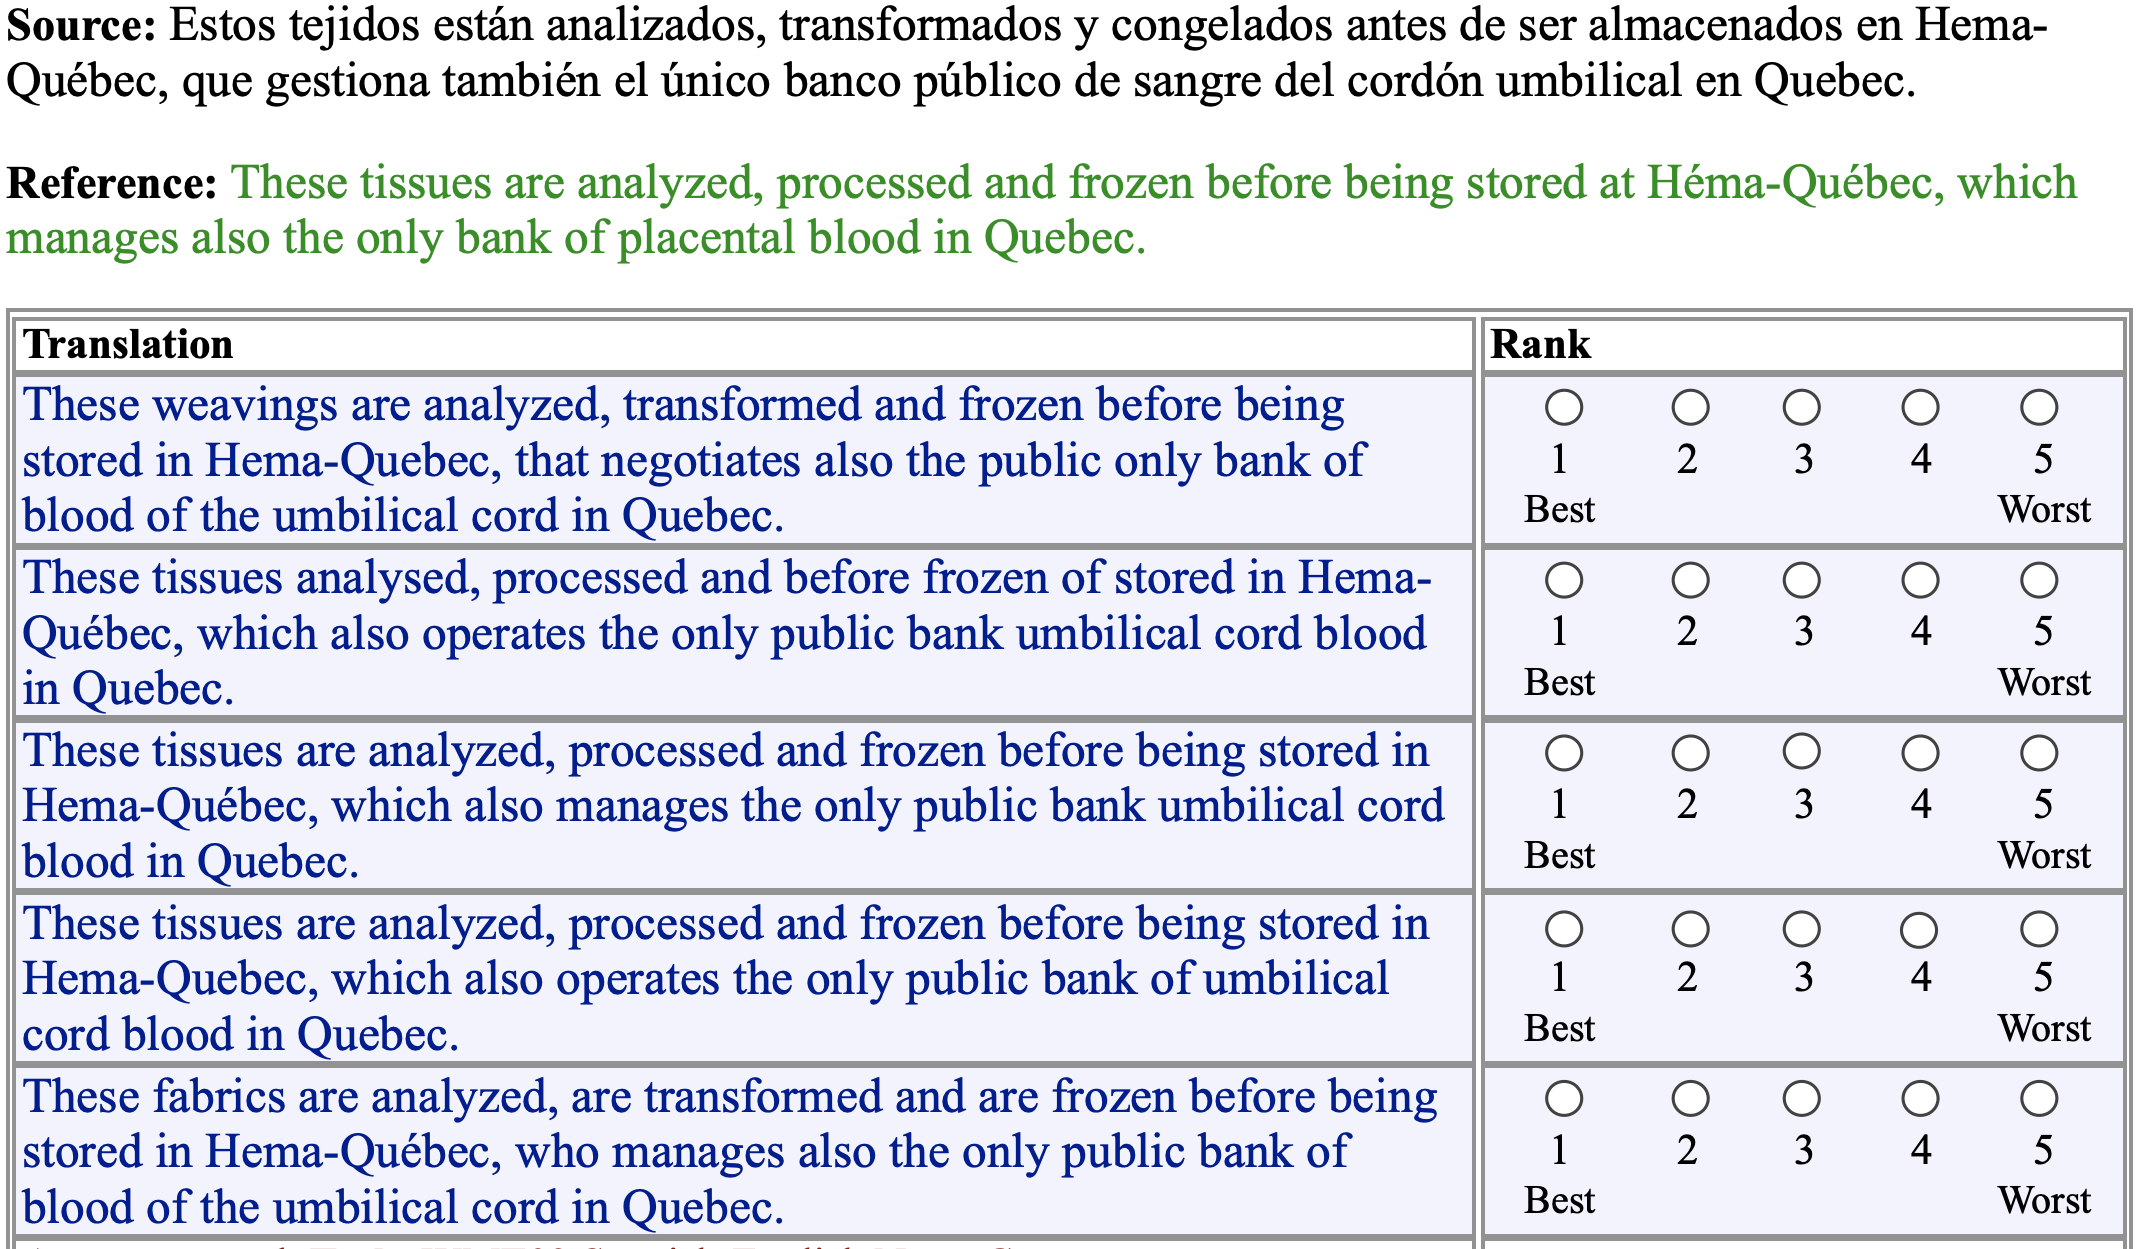 Source: Estos tejidos están analizados, transformados y congelados antes de ser almacenados en Hema-
Québec, que gestiona también el único banco público de sangre del cordón umbilical en Quebec.
Reference: These tissues are analyzed, processed and frozen before being stored at Héma-Québec, which
manages also the only bank of placental blood in Quebec.
Translation
Rank
These weavings are analyzed, transformed and frozen before being
stored in Hema-Quebec, that negotiates also the public only bank of
blood of the umbilical cord in Quebec.
1 2 3 4 5
Best Worst
These tissues analysed, processed and before frozen of stored in Hema-
Québec, which also operates the only public bank umbilical cord blood
in Quebec.
1 2 3 4 5
Best Worst
These tissues are analyzed, processed and frozen before being stored in
Hema-Québec, which also manages the only public bank umbilical cord
blood in Quebec.
1 2 3 4 5
Best Worst
These tissues are analyzed, processed and frozen before being stored in
Hema-Quebec, which also operates the only public bank of umbilical
cord blood in Quebec.
1 2 3 4 5
Best Worst
These fabrics are analyzed, are transformed and are frozen before being
stored in Hema-Québec, who manages also the only public bank of
blood of the umbilical cord in Quebec.
1 2 3 4 5
Best Worst